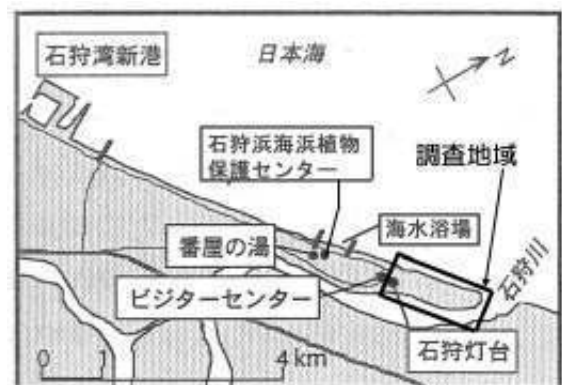 石狩湾新港
日本海
N
石狩浜海浜植物
保護センター
調査地域
海水浴場
番屋の湯
石狩川
ビジターセンター
石狩灯台
0 1 4 km